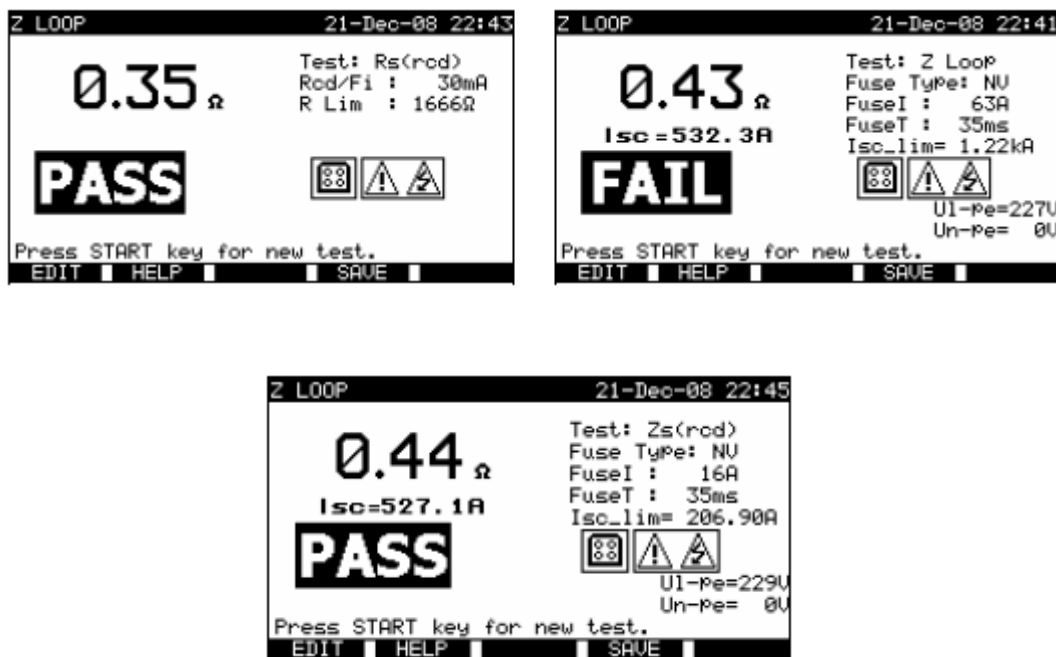 Z LOOP 21-Dec-08 22:43
0.35 Ω
Test: Rs(rcd)
Rcd/Fi : 30mA
R Lim : 1666Ω
PASS
Press START key for new test.
EDIT HELP SAVE
Z LOOP 21-Dec-08 22:41
0.43 Ω
Isc=532.3A
Test: Z Loop
Fuse Type: NV
FuseI : 63A
FuseT : 35ms
Isc_lim= 1.22kA
FAIL
Ul-pe=227V
Un-pe= 0V
Press START key for new test.
EDIT HELP SAVE
Z LOOP 21-Dec-08 22:45
0.44 Ω
Isc=527.1A
Test: Zs(rcd)
Fuse Type: NV
FuseI : 16A
FuseT : 35ms
Isc_lim= 206.90A
PASS
Ul-pe=229V
Un-pe= 0V
Press START key for new test.
EDIT HELP SAVE